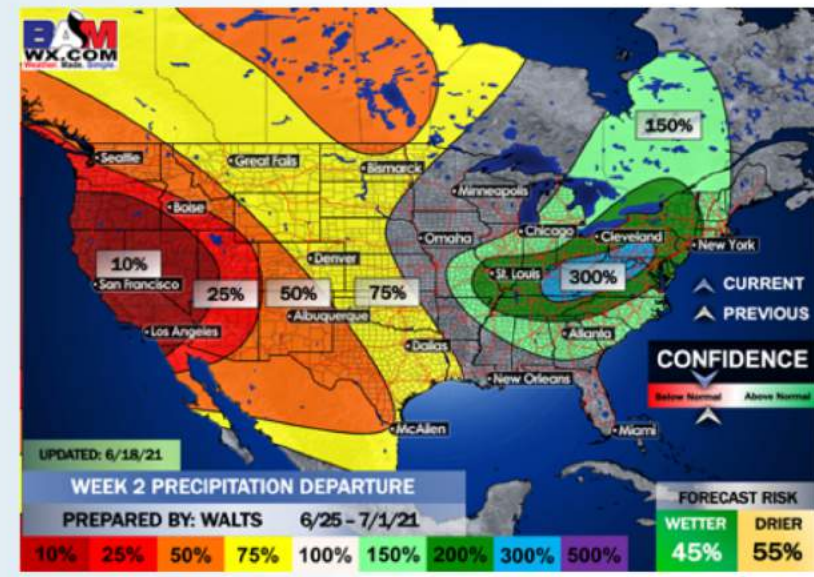 BAM
WX.COM
Weather. Made. Simple.
150%
Seattle
Great Falls
Bismarck
Minneapolis
Boise
Chicago
Cleveland
New York
Omaha
10%
Denver
St. Louis
300%
San Francisco
25%
50%
75%
CURRENT
Albuquerque
PREVIOUS
Los Angeles
Dallas
Atlanta
CONFIDENCE
New Orleans
Below Normal Above Normal
McAllen
Miami
UPDATED: 6/18/21
WEEK 2 PRECIPITATION DEPARTURE
FORECAST RISK
PREPARED BY: WALTS 6/25 - 7/1/21
WETTER DRIER
45% 55%
10% 25% 50% 75% 100% 150% 200% 300% 500%